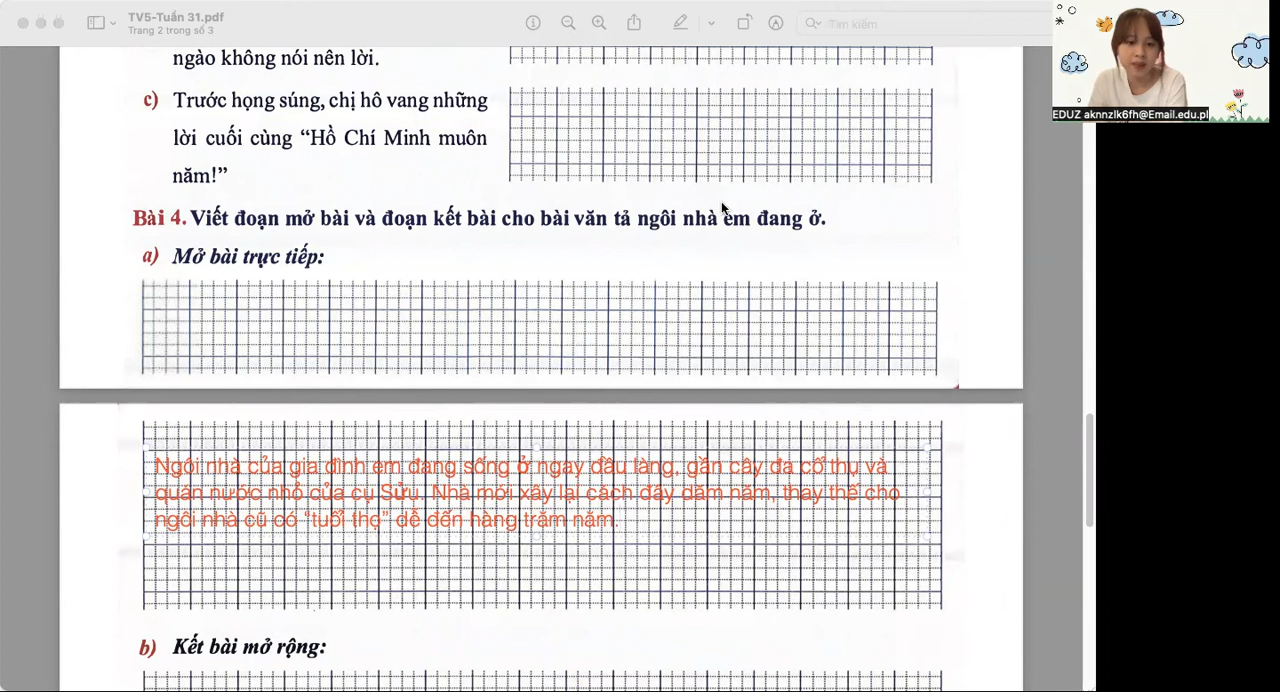 TV5-Tuần 31.pdf
Trang 2 trong số 3
Tìm kiếm
EDUZ aknnzlk6fh@Email.edu.pl
ngào không nói nên lời.
c) Trước họng súng, chị hô vang những
lời cuối cùng “Hồ Chí Minh muôn
năm!”
Bài 4. Viết đoạn mở bài và đoạn kết bài cho bài văn tả ngôi nhà em đang ở.
a) Mở bài trực tiếp:
Ngôi nhà của gia đình em đang sống ở ngay đầu làng, gần cây đa cổ thụ và
quán nước nhỏ của cụ Sửu. Nhà mới xây lại cách đây dăm năm, thay thế cho
ngôi nhà cũ có “tuổi thọ” dễ đến hàng trăm năm.
b) Kết bài mở rộng: